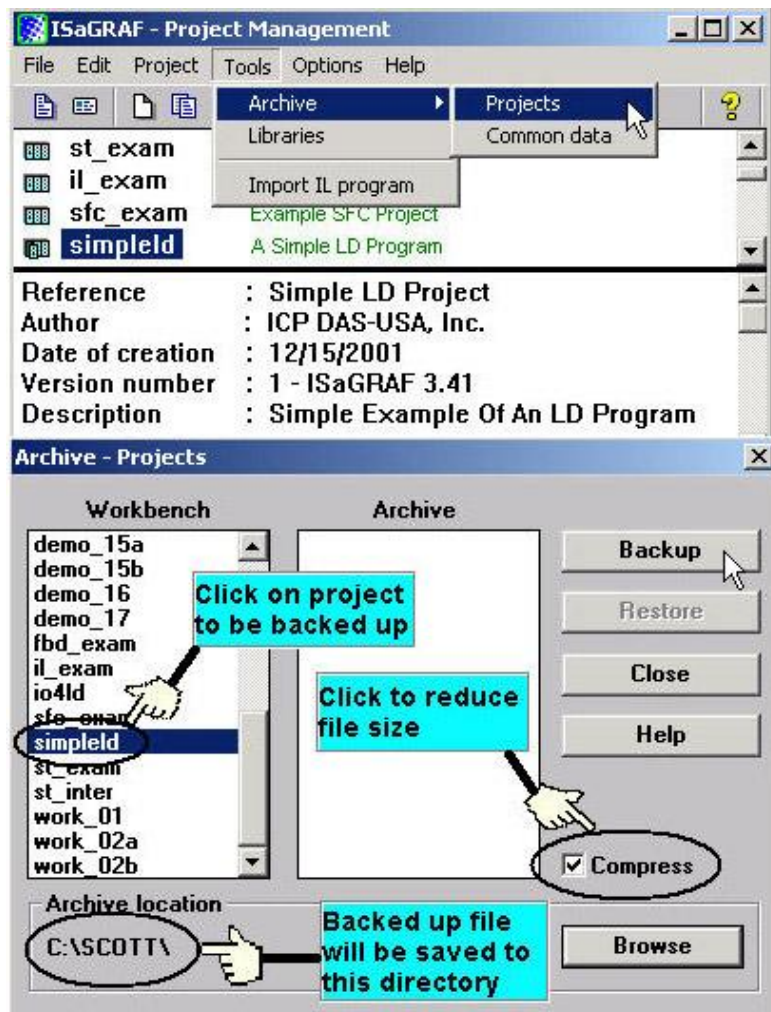 ISaGRAF - Project Management
File Edit Project Tools Options Help
Archive
Projects
Libraries
Common data
Import IL program
st_exam
il_exam
sfc_exam Example SFC Project
simpleld A Simple LD Program
Reference : Simple LD Project
Author : ICP DAS-USA, Inc.
Date of creation : 12/15/2001
Version number : 1 - ISaGRAF 3.41
Description : Simple Example Of An LD Program
Archive - Projects
Workbench
Archive
demo_15a
demo_15b
demo_16
demo_17
fbd_exam
il_exam
io4ld
sfc_exam
simpleld
st_exam
st_inter
work_01
work_02a
work_02b
Click on project
to be backed up
Click to reduce
file size
Backup
Restore
Close
Help
Compress
Archive location
C:\SCOTT\
Backed up file
will be saved to
this directory
Browse